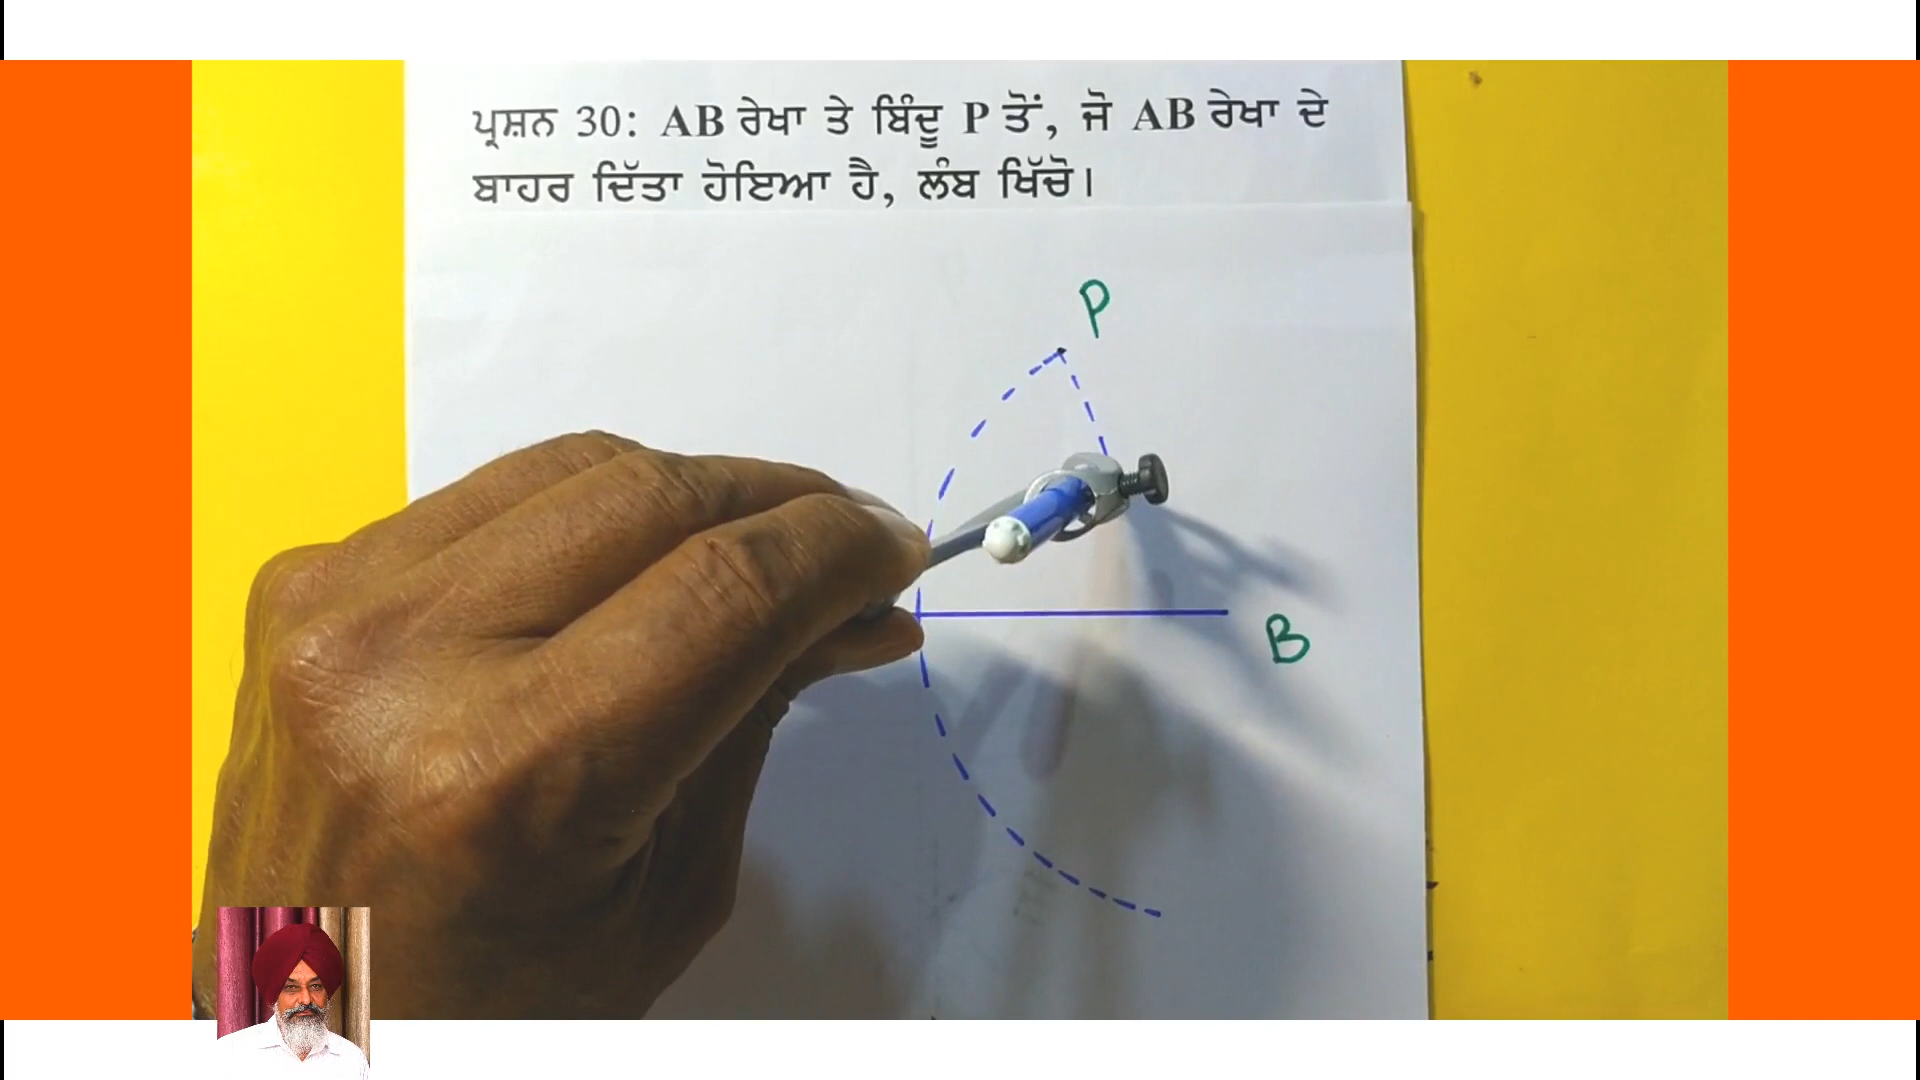 ਪ੍ਰਸ਼ਨ 30: AB ਰੇਖਾ ਤੇ ਬਿੰਦੂ P ਤੋਂ, ਜੋ AB ਰੇਖਾ ਦੇ
ਬਾਹਰ ਦਿੱਤਾ ਹੋਇਆ ਹੈ, ਲੰਬ ਖਿੱਚੋ।
P
B